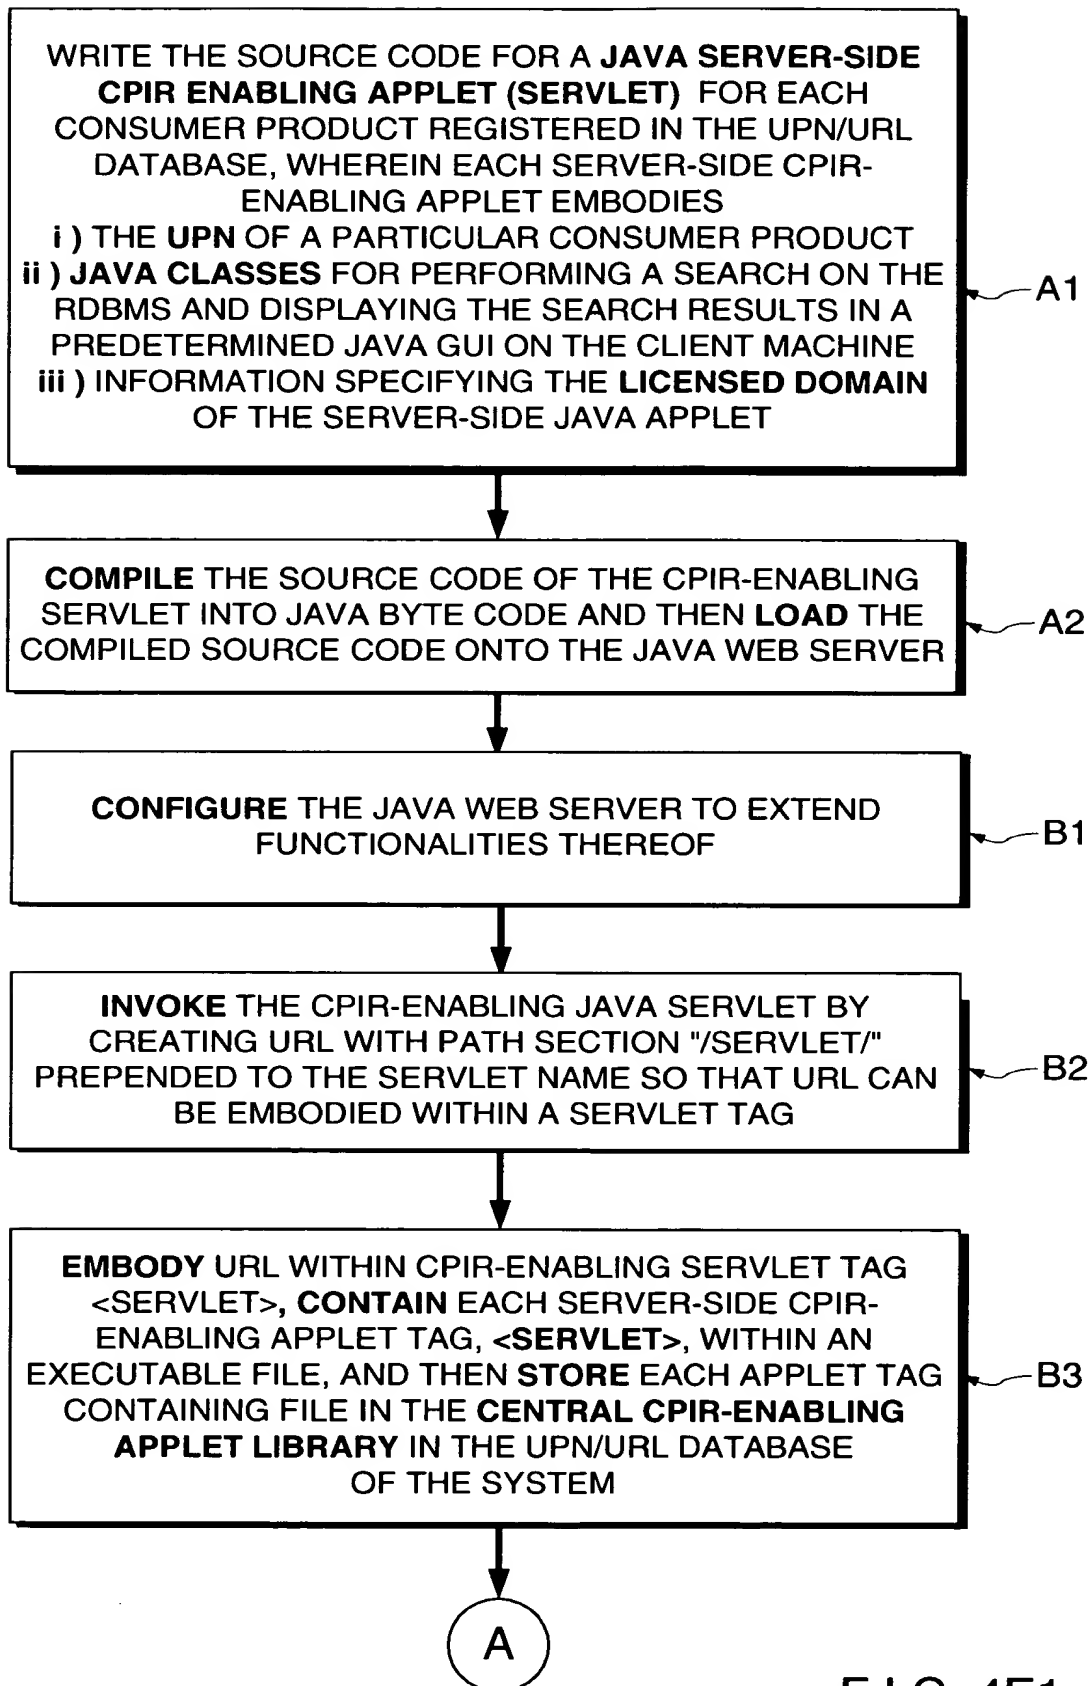 WRITE THE SOURCE CODE FOR A JAVA SERVER-SIDE
CPIR ENABLING APPLET (SERVLET) FOR EACH
CONSUMER PRODUCT REGISTERED IN THE UPN/URL
DATABASE, WHEREIN EACH SERVER-SIDE CPIR-
ENABLING APPLET EMBODIES
i ) THE UPN OF A PARTICULAR CONSUMER PRODUCT
ii ) JAVA CLASSES FOR PERFORMING A SEARCH ON THE
RDBMS AND DISPLAYING THE SEARCH RESULTS IN A
PREDETERMINED JAVA GUI ON THE CLIENT MACHINE
iii ) INFORMATION SPECIFYING THE LICENSED DOMAIN
OF THE SERVER-SIDE JAVA APPLET
A1
COMPILE THE SOURCE CODE OF THE CPIR-ENABLING
SERVLET INTO JAVA BYTE CODE AND THEN LOAD THE
COMPILED SOURCE CODE ONTO THE JAVA WEB SERVER
A2
CONFIGURE THE JAVA WEB SERVER TO EXTEND
FUNCTIONALITIES THEREOF
B1
INVOKE THE CPIR-ENABLING JAVA SERVLET BY
CREATING URL WITH PATH SECTION "/SERVLET/"
PREPENDED TO THE SERVLET NAME SO THAT URL CAN
BE EMBODIED WITHIN A SERVLET TAG
B2
EMBODY URL WITHIN CPIR-ENABLING SERVLET TAG
<SERVLET>, CONTAIN EACH SERVER-SIDE CPIR-
ENABLING APPLET TAG, <SERVLET>, WITHIN AN
EXECUTABLE FILE, AND THEN STORE EACH APPLET TAG
CONTAINING FILE IN THE CENTRAL CPIR-ENABLING
APPLET LIBRARY IN THE UPN/URL DATABASE
OF THE SYSTEM
B3
A